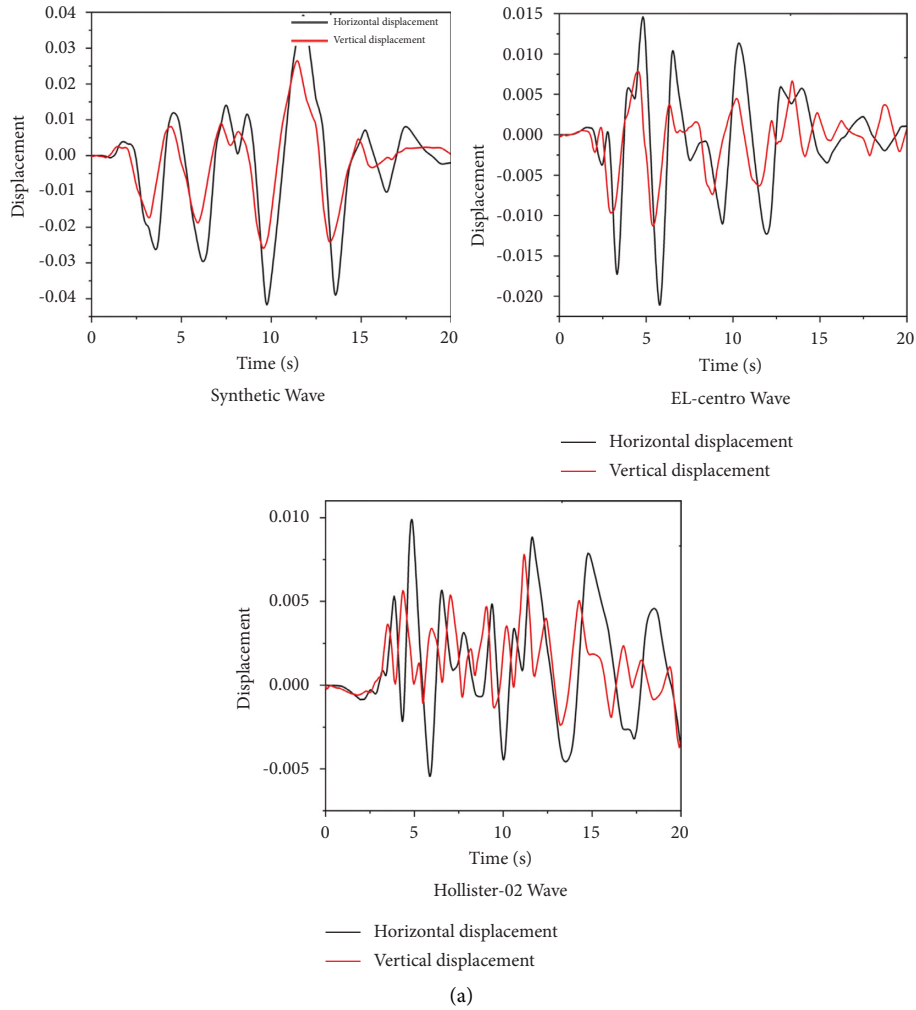 Horizontal displacement
Vertical displacement
0.04
0.03
0.02
0.01
0.00
-0.01
-0.02
-0.03
-0.04
Displacement
0 5 10 15 20
Time (s)
Synthetic Wave
0.015
0.010
0.005
0.000
-0.005
-0.010
-0.015
-0.020
Displacement
0 5 10 15 20
Time (s)
EL-centro Wave
Horizontal displacement
Vertical displacement
0.010
0.005
0.000
-0.005
Displacement
0 5 10 15 20
Time (s)
Hollister-02 Wave
Horizontal displacement
Vertical displacement
(a)